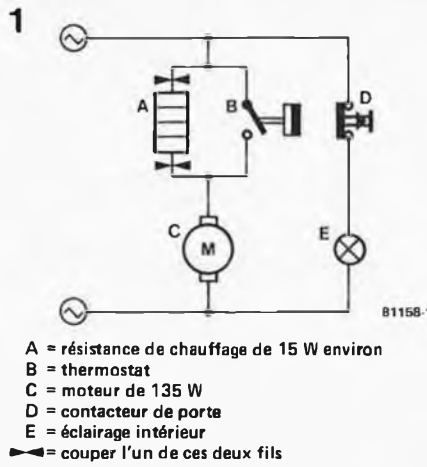 1
A
B
D
C
M
E
81158-1
A = résistance de chauffage de 15 W environ
B = thermostat
C = moteur de 135 W
D = contacteur de porte
E = éclairage intérieur
= couper l'un de ces deux fils